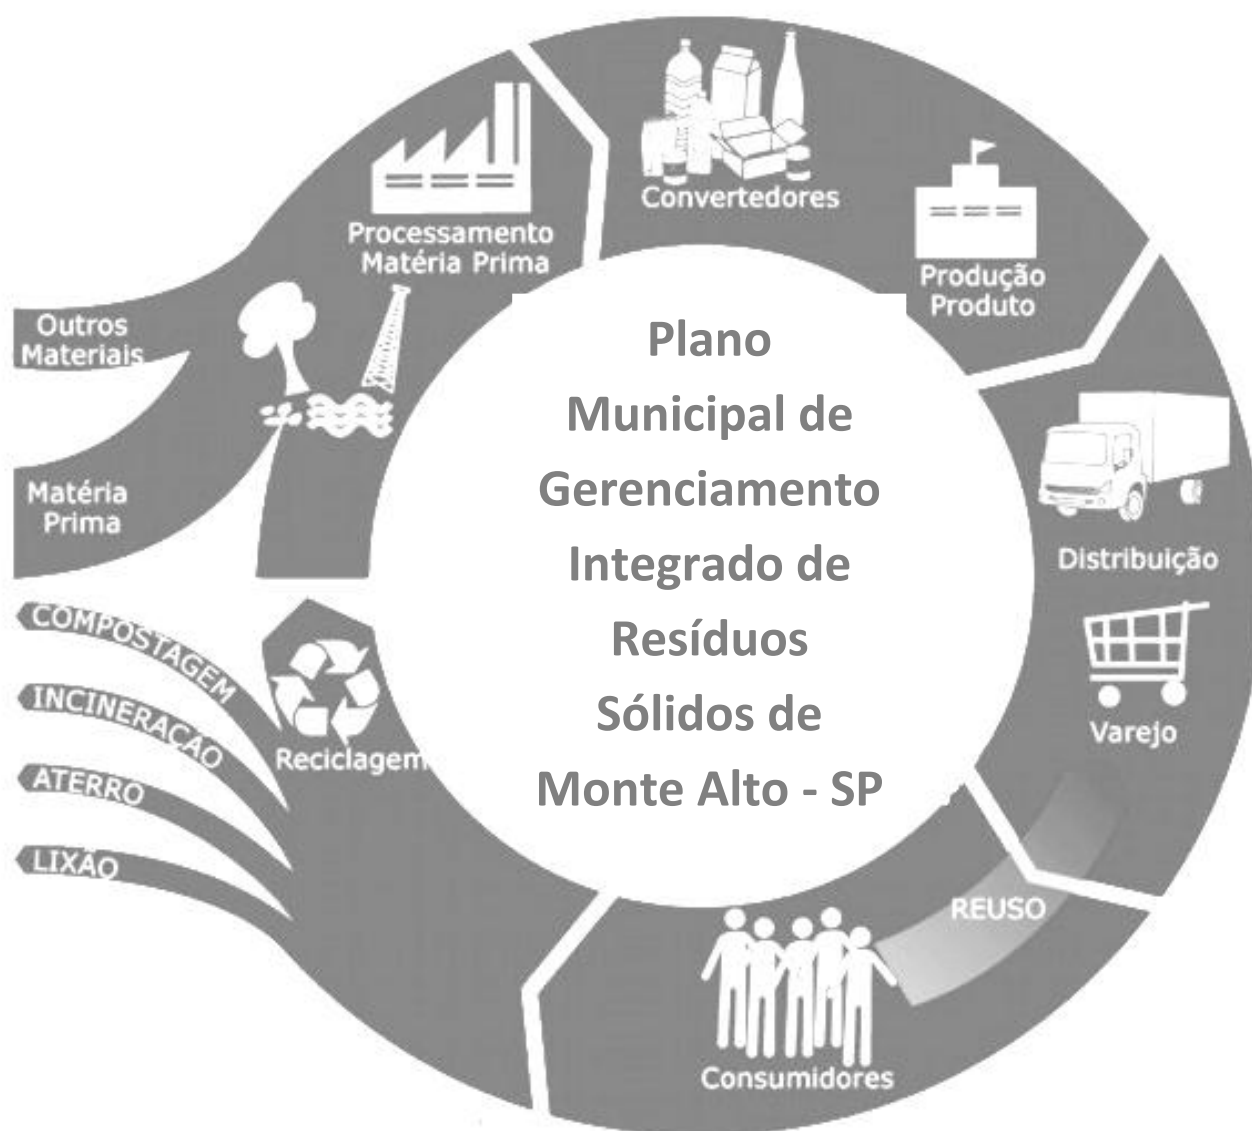 Convertedores
Processamento
Matéria Prima
Produção
Produto
Outros
Materiais
Plano
Municipal de
Gerenciamento
Integrado de
Resíduos
Sólidos de
Monte Alto - SP
Matéria
Prima
Distribuição
COMPOSTAGEM
INCINERAÇÃO
ATERRO
LIXÃO
Reciclagem
Varejo
REUSO
Consumidores